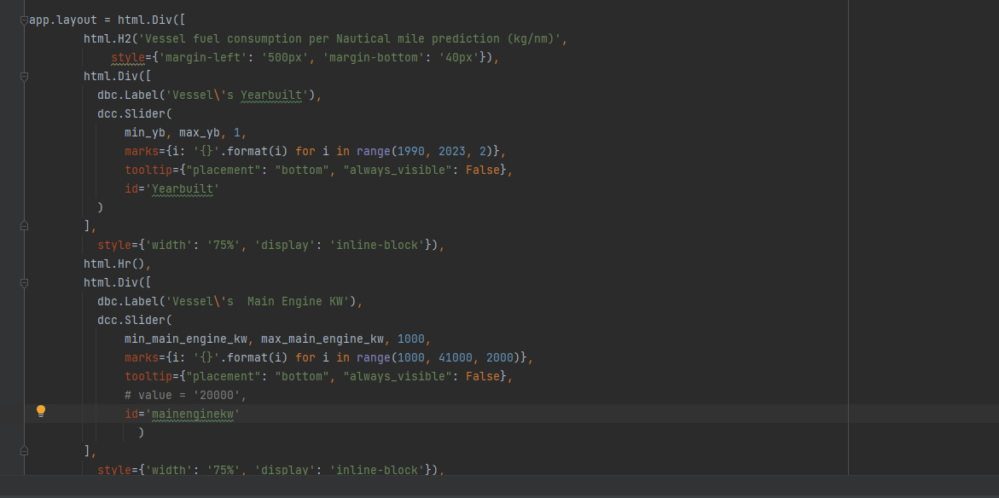 app.layout = html.Div([
        html.H2('Vessel fuel consumption per Nautical mile prediction (kg/nm)',
            style={'margin-left': '500px', 'margin-bottom': '40px'}),
        html.Div([
          dbc.Label('Vessel\'s Yearbuilt'),
          dcc.Slider(
              min_yb, max_yb, 1,
              marks={i: '{}'.format(i) for i in range(1990, 2023, 2)},
              tooltip={"placement": "bottom", "always_visible": False},
              id='Yearbuilt'
          )
        ],
          style={'width': '75%', 'display': 'inline-block'}),
        html.Hr(),
        html.Div([
          dbc.Label('Vessel\'s  Main Engine KW'),
          dcc.Slider(
              min_main_engine_kw, max_main_engine_kw, 1000,
              marks={i: '{}'.format(i) for i in range(1000, 41000, 2000)},
              tooltip={"placement": "bottom", "always_visible": False},
              # value = '20000',
              id='mainenginekw'
                )
        ],
          style={'width': '75%', 'display': 'inline-block'}),